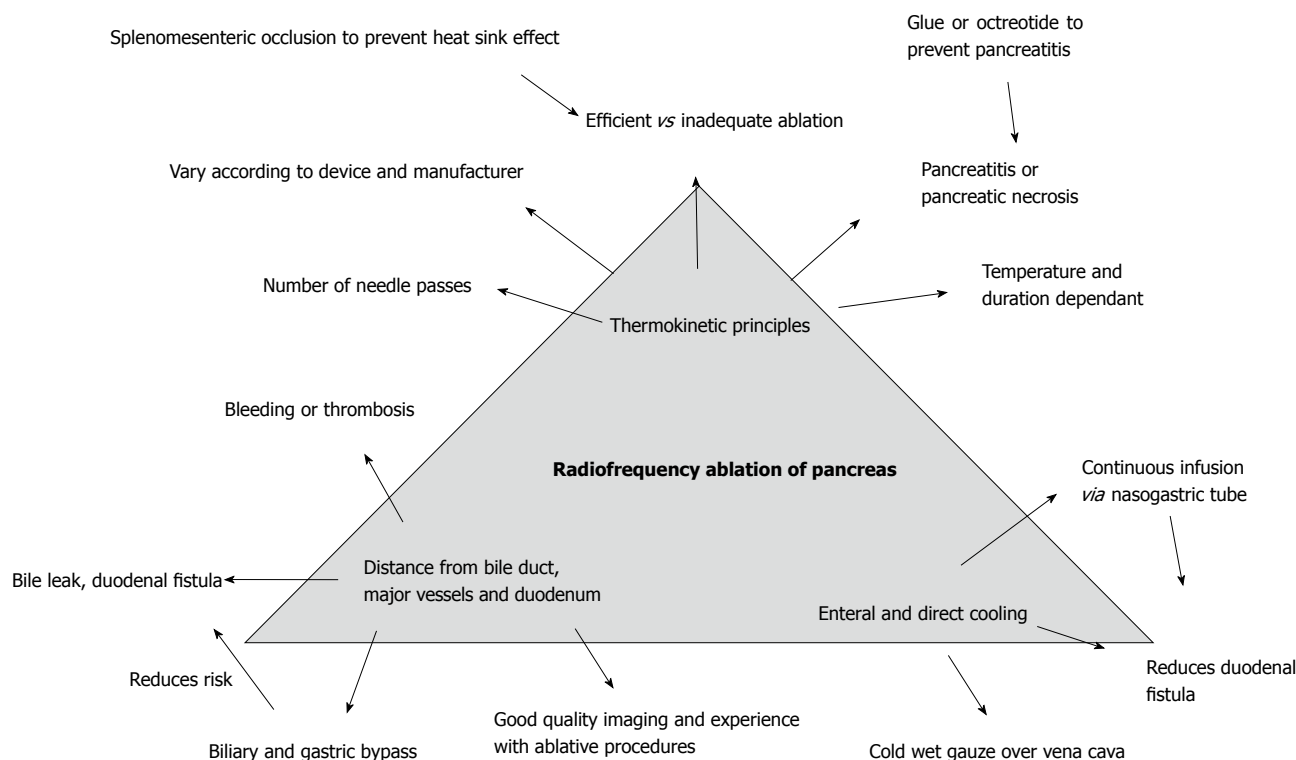 Splenomesenteric occlusion to prevent heat sink effect
Glue or octreotide to
prevent pancreatitis
Efficient vs inadequate ablation
Vary according to device and manufacturer
Pancreatitis or
pancreatic necrosis
Number of needle passes
Temperature and
duration dependant
Thermokinetic principles
Bleeding or thrombosis
Radiofrequency ablation of pancreas
Continuous infusion
via nasogastric tube
Bile leak, duodenal fistula
Distance from bile duct,
major vessels and duodenum
Enteral and direct cooling
Reduces risk
Reduces duodenal
fistula
Biliary and gastric bypass
Good quality imaging and experience
with ablative procedures
Cold wet gauze over vena cava